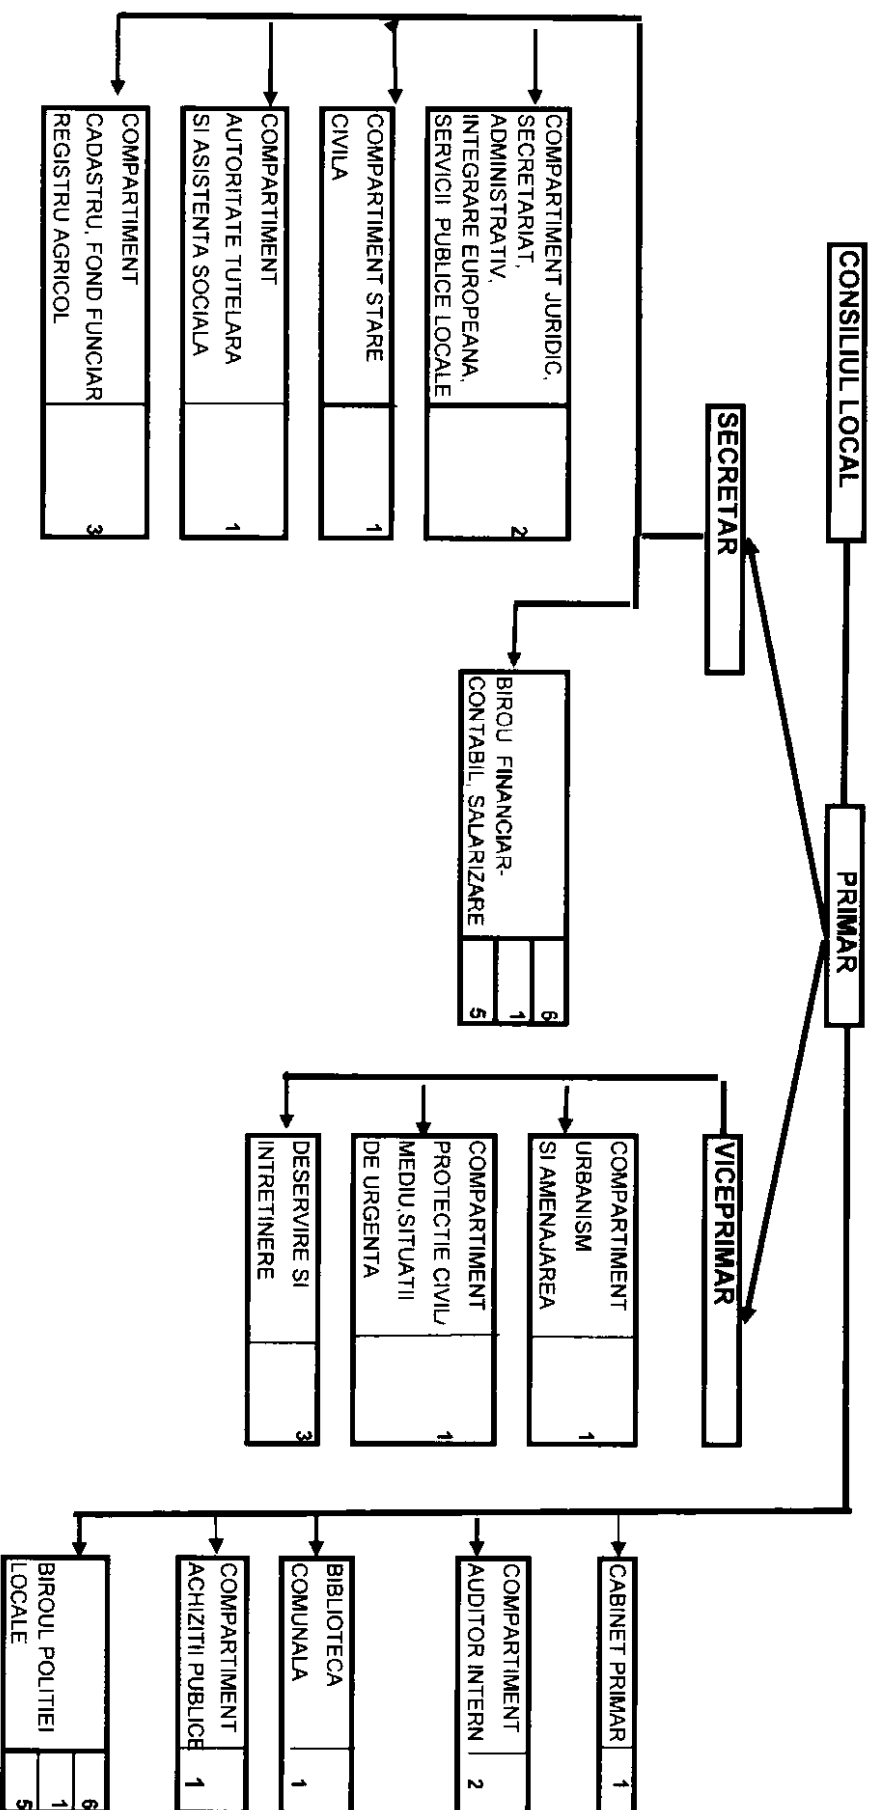 CONSILIUL LOCAL
PRIMAR
SECRETAR
VICEPRIMAR
COMPARTIMENT JURIDIC,
SECRETARIAT,
ADMINISTRATIV,
INTEGRARE EUROPEANA,
SERVICII PUBLICE LOCALE
2
COMPARTIMENT STARE
CIVILA
1
COMPARTIMENT
AUTORITATE TUTELARA
SI ASISTENTA SOCIALA
1
COMPARTIMENT
CADASTRU, FOND FUNCIAR
REGISTRU AGRICOL
3
BIROU FINANCIAR-
CONTABIL, SALARIZARE
6
1
5
COMPARTIMENT
URBANISM
SI AMENAJAREA
1
COMPARTIMENT
PROTECTIE CIVIL/
MEDIU,SITUATII
DE URGENTA
1
DESERVIRE SI
INTRETINERE
3
CABINET PRIMAR
1
COMPARTIMENT
AUDITOR INTERN
2
BIBLIOTECA
COMUNALA
1
COMPARTIMENT
ACHIZITII PUBLICE
1
BIROUL POLITIEI
LOCALE
6
1
5